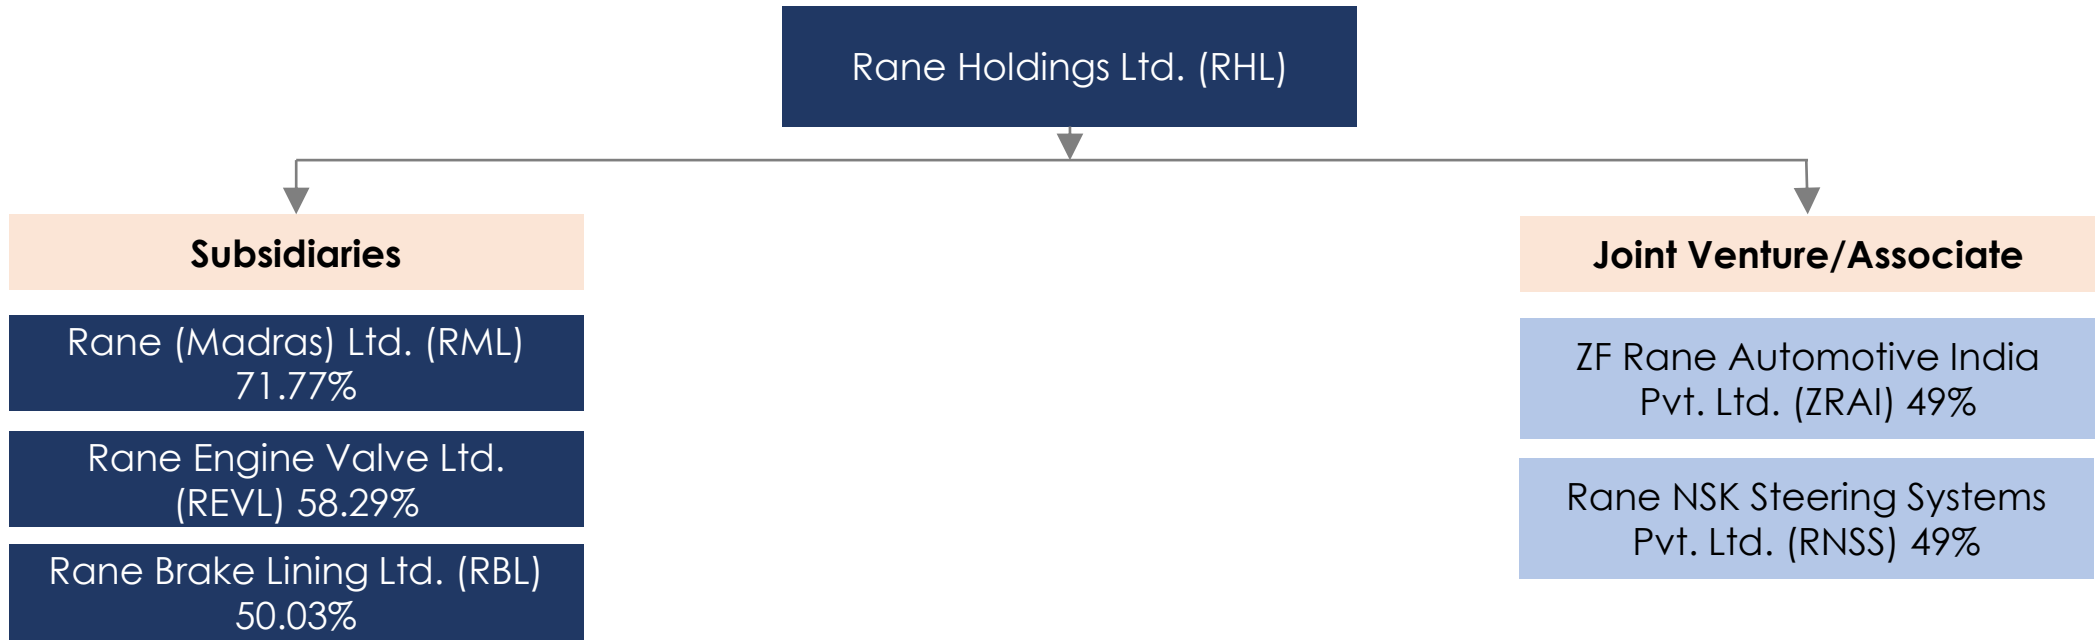 Rane Holdings Ltd. (RHL)
Subsidiaries
Rane (Madras) Ltd. (RML)
71.77%
Rane Engine Valve Ltd.
(REVL) 58.29%
Rane Brake Lining Ltd. (RBL)
50.03%
Joint Venture/Associate
ZF Rane Automotive India
Pvt. Ltd. (ZRAI) 49%
Rane NSK Steering Systems
Pvt. Ltd. (RNSS) 49%